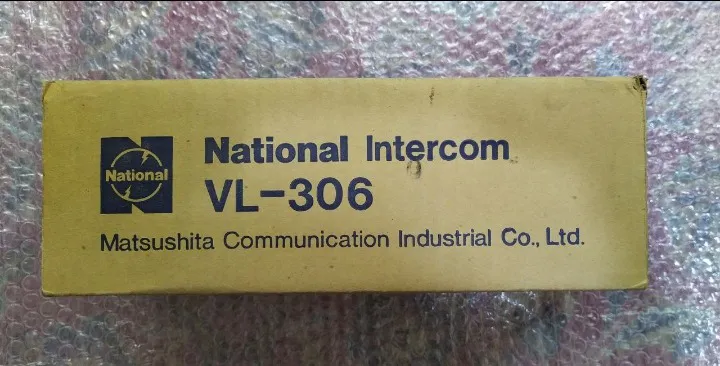 National
National Intercom
VL-306
Matsushita Communication Industrial Co., Ltd.